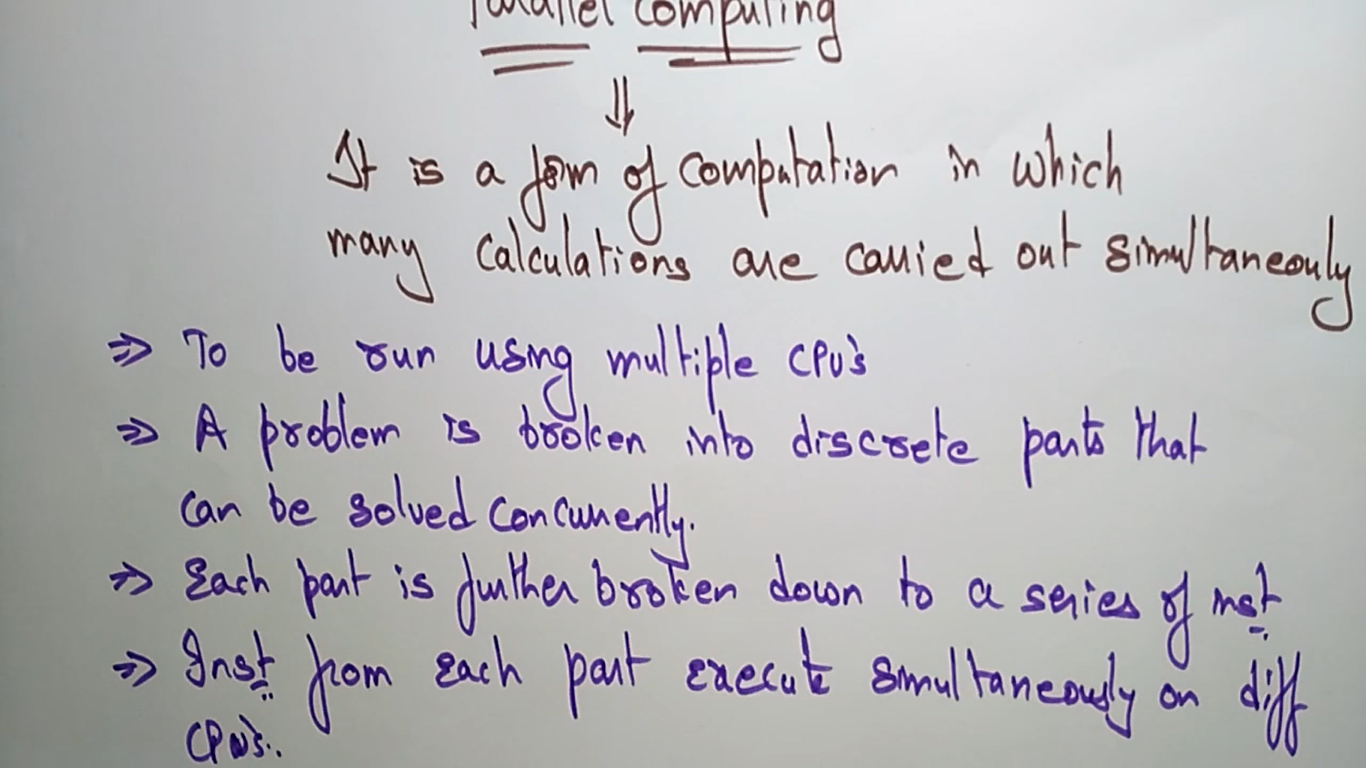 Parallel Computing
⇓
It is a form of computation in which
many calculations are carried out simultaneouly
⇒ To be run using multiple CPU's
⇒ A problem is broken into discrete parts that
can be solved concurrently.
⇒ Each part is further broken down to a series of inst
⇒ Inst from each part execute simultaneously on diff
CPU's..